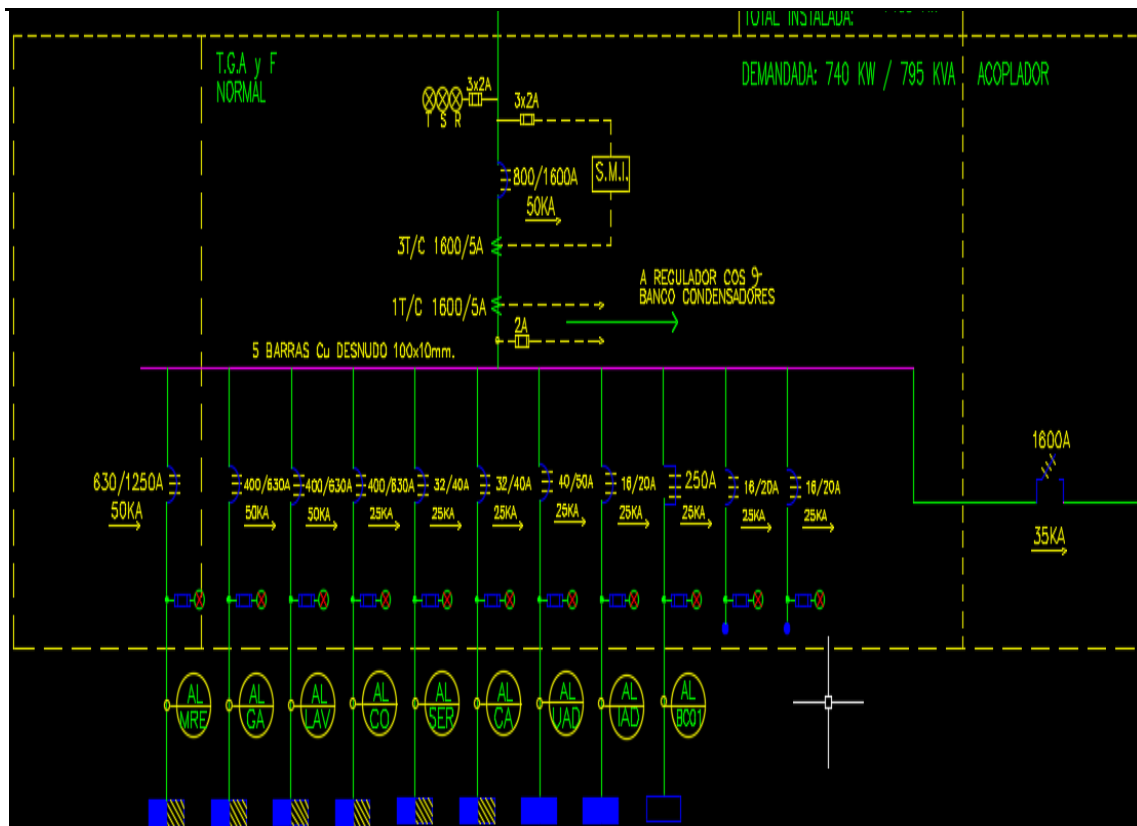 TOTAL INSTALADA:
T.G.A y F
NORMAL
DEMANDADA: 740 KW / 795 KVA
ACOPLADOR
3x2A
3x2A
T S R
800/1600A
S.M.I.
50KA
3T/C 1600/5A
A REGULADOR COS
BANCO CONDENSADORES
1T/C 1600/5A
2A
5 BARRAS Cu DESNUDO 100x10mm.
1600A
630/1250A
400/630A
400/630A
400/630A
32/40A
32/40A
40/50A
16/20A
250A
16/20A
16/20A
50KA
50KA
50KA
25KA
25KA
25KA
25KA
25KA
25KA
25KA
25KA
35KA
AL
MRE
AL
GA
AL
LAV
AL
CO
AL
SER
AL
CA
AL
UAD
AL
IAD
AL
BC01